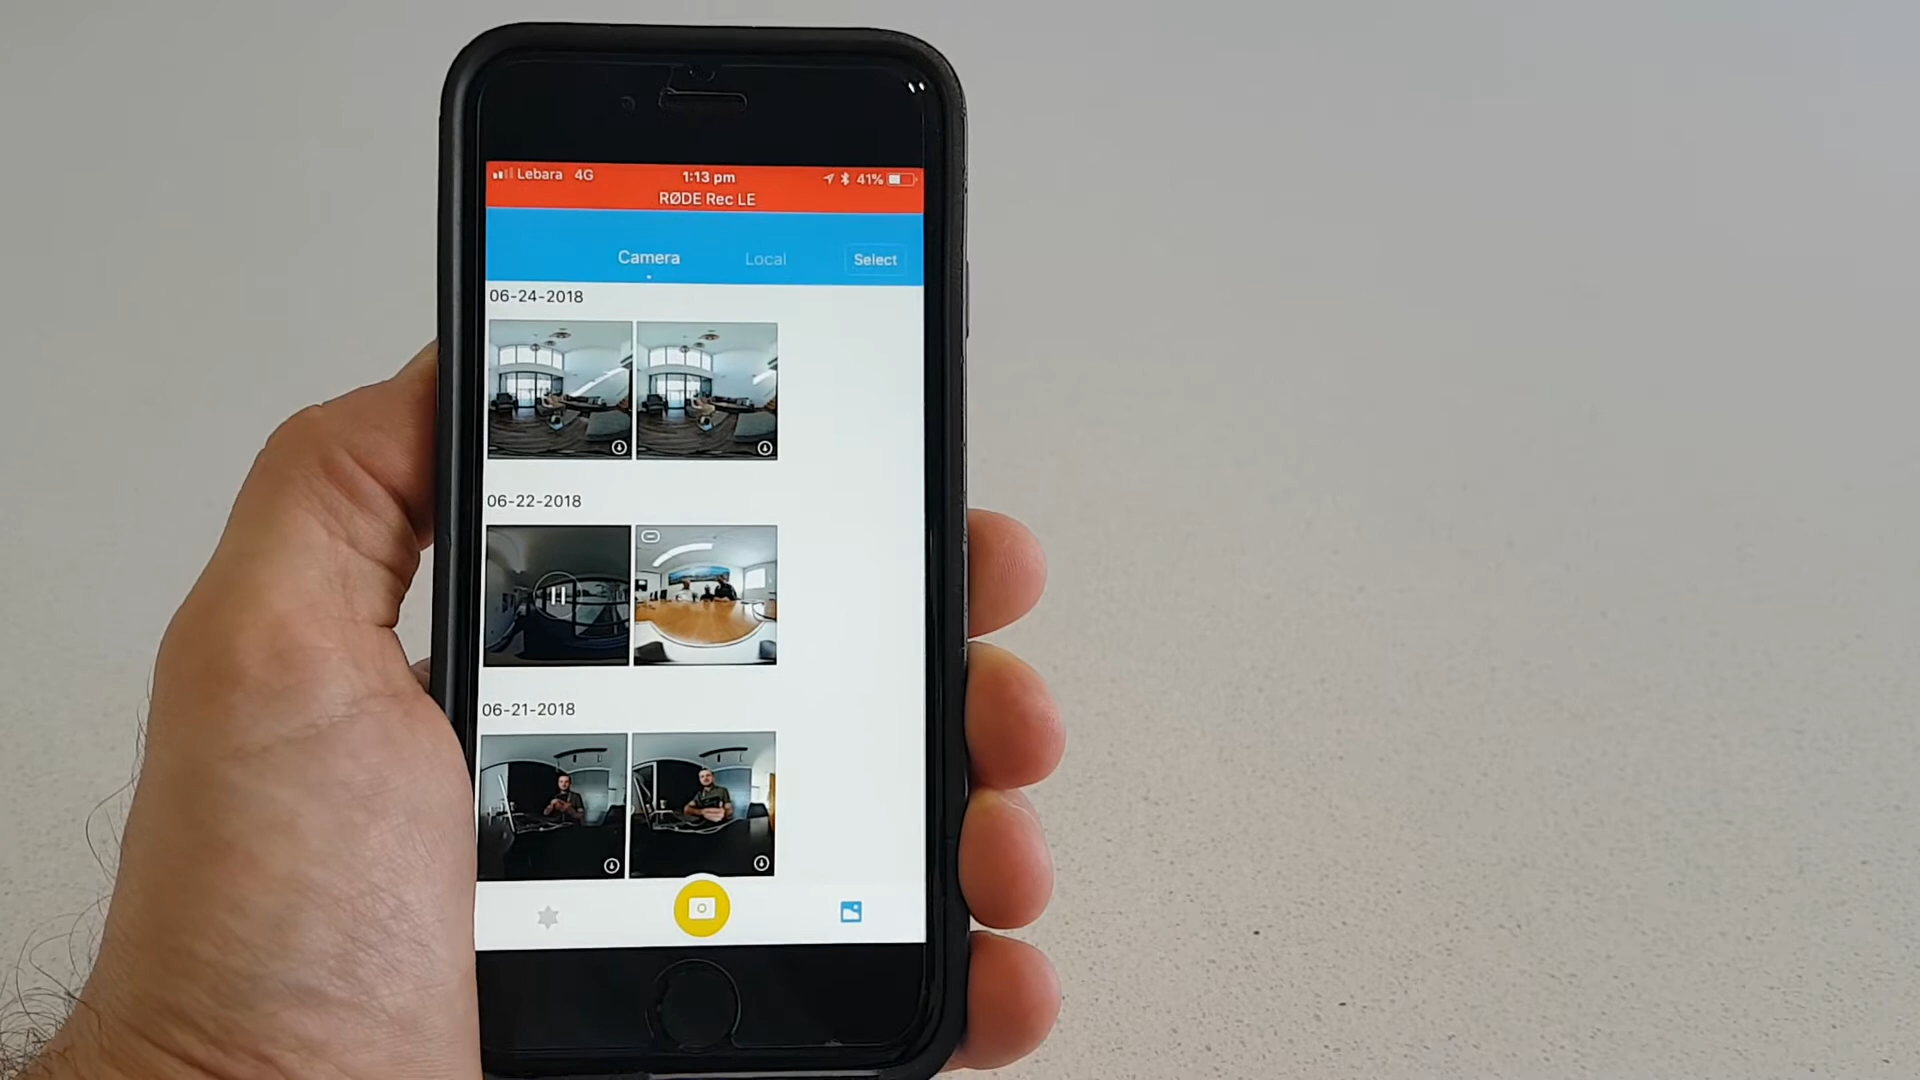 Lebara 4G 1:13 pm 41%
RØDE Rec LE
Camera Local Select
06-24-2018
06-22-2018
06-21-2018